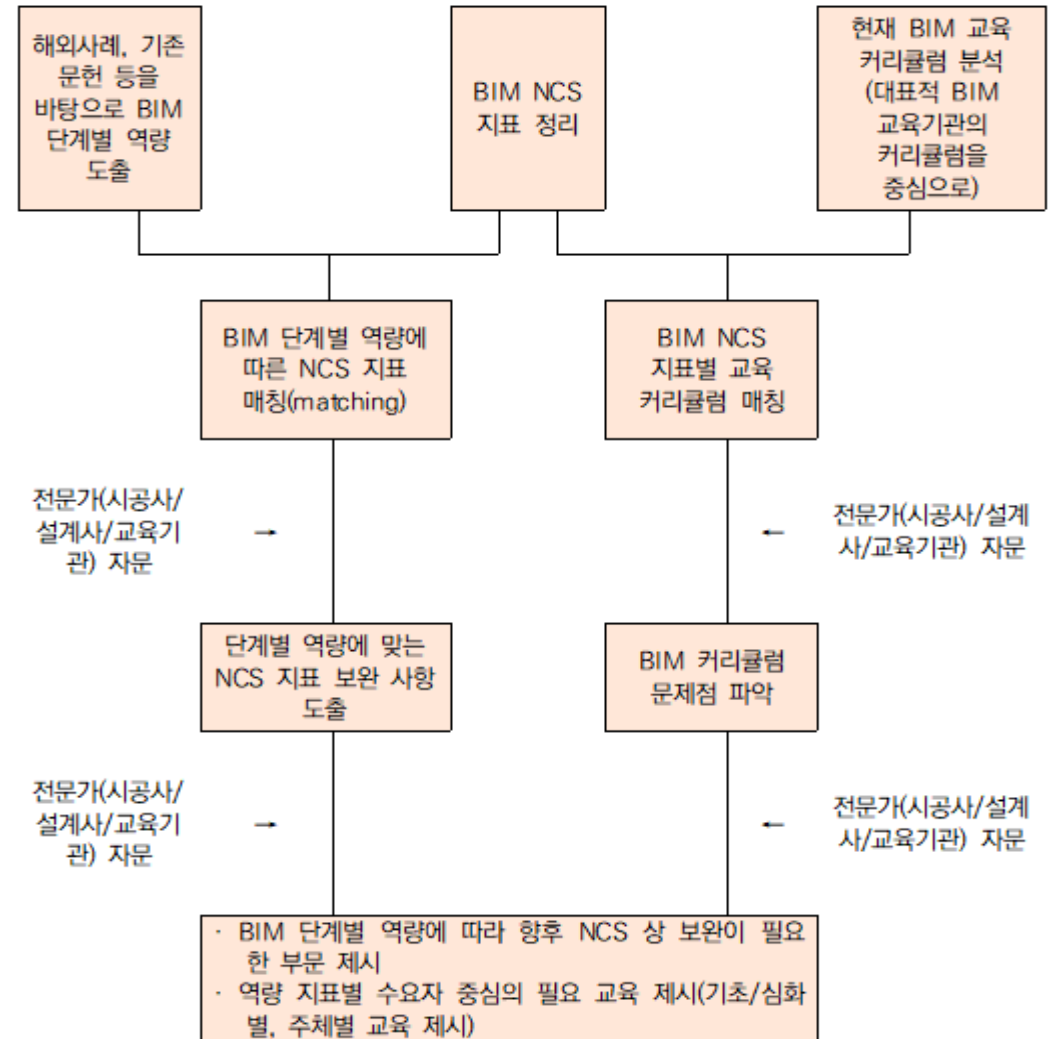 해외사례, 기존
문헌 등을
바탕으로 BIM
단계별 역량
도출
BIM NCS
지표 정리
현재 BIM 교육
커리큘럼 분석
(대표적 BIM
교육기관의
커리큘럼을
중심으로)
BIM 단계별 역량에
따른 NCS 지표
매칭(matching)
BIM NCS
지표별 교육
커리큘럼 매칭
전문가(시공사/
설계사/교육기
관) 자문
→
←
전문가(시공사/설계
사/교육기관) 자문
단계별 역량에 맞는
NCS 지표 보완 사항
도출
BIM 커리큘럼
문제점 파악
전문가(시공사/
설계사/교육기
관) 자문
→
←
전문가(시공사/설계
사/교육기관) 자문
· BIM 단계별 역량에 따라 향후 NCS 상 보완이 필요
한 부문 제시
· 역량 지표별 수요자 중심의 필요 교육 제시(기초/심화
별, 주체별 교육 제시)